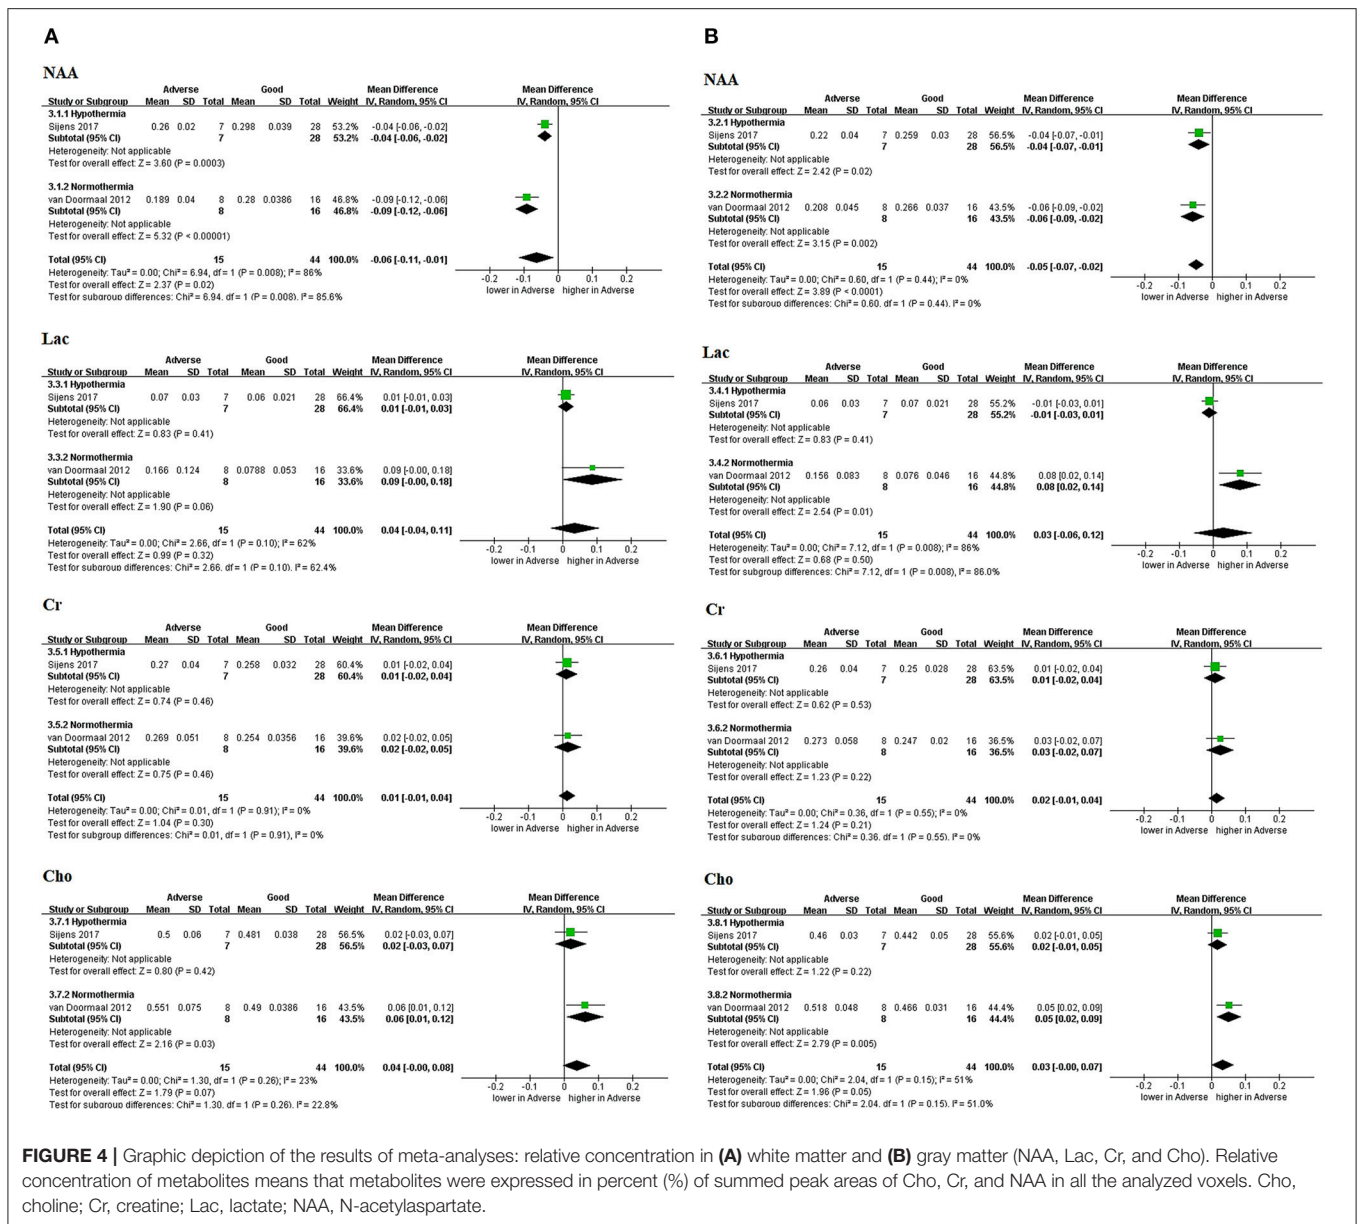 A
NAA
Adverse Good Mean Difference Mean Difference
Study or Subgroup Mean SD Total Mean SD Total Weight IV, Random, 95% CI IV, Random, 95% CI
3.1.1 Hypothermia
Sijens 2017 0.26 0.02 7 0.298 0.039 28 53.2% -0.04 [-0.06, -0.02]
Subtotal (95% CI) 7 28 53.2% -0.04 [-0.06, -0.02]
Heterogeneity: Not applicable
Test for overall effect: Z = 3.60 (P = 0.0003)
3.1.2 Normothermia
van Doormaal 2012 0.189 0.04 8 0.28 0.0386 16 46.8% -0.09 [-0.12, -0.06]
Subtotal (95% CI) 8 16 46.8% -0.09 [-0.12, -0.06]
Heterogeneity: Not applicable
Test for overall effect: Z = 5.32 (P < 0.00001)
Total (95% CI) 15 44 100.0% -0.06 [-0.11, -0.01]
Heterogeneity: Tau² = 0.00; Chi² = 6.94, df = 1 (P = 0.008); I² = 86%
Test for overall effect: Z = 2.37 (P = 0.02)
Test for subgroup differences: Chi² = 6.94, df = 1 (P = 0.008), I² = 85.6%
-0.2 -0.1 0 0.1 0.2
lower in Adverse higher in Adverse
Lac
Adverse Good Mean Difference Mean Difference
Study or Subgroup Mean SD Total Mean SD Total Weight IV, Random, 95% CI IV, Random, 95% CI
3.3.1 Hypothermia
Sijens 2017 0.07 0.03 7 0.06 0.021 28 66.4% 0.01 [-0.01, 0.03]
Subtotal (95% CI) 7 28 66.4% 0.01 [-0.01, 0.03]
Heterogeneity: Not applicable
Test for overall effect: Z = 0.83 (P = 0.41)
3.3.2 Normothermia
van Doormaal 2012 0.166 0.124 8 0.0788 0.053 16 33.6% 0.09 [-0.00, 0.18]
Subtotal (95% CI) 8 16 33.6% 0.09 [-0.00, 0.18]
Heterogeneity: Not applicable
Test for overall effect: Z = 1.90 (P = 0.06)
Total (95% CI) 15 44 100.0% 0.04 [-0.04, 0.11]
Heterogeneity: Tau² = 0.00; Chi² = 2.66, df = 1 (P = 0.10); I² = 62%
Test for overall effect: Z = 0.99 (P = 0.32)
Test for subgroup differences: Chi² = 2.66, df = 1 (P = 0.10), I² = 62.4%
-0.2 -0.1 0 0.1 0.2
lower in Adverse higher in Adverse
Cr
Adverse Good Mean Difference Mean Difference
Study or Subgroup Mean SD Total Mean SD Total Weight IV, Random, 95% CI IV, Random, 95% CI
3.5.1 Hypothermia
Sijens 2017 0.27 0.04 7 0.258 0.032 28 60.4% 0.01 [-0.02, 0.04]
Subtotal (95% CI) 7 28 60.4% 0.01 [-0.02, 0.04]
Heterogeneity: Not applicable
Test for overall effect: Z = 0.74 (P = 0.46)
3.5.2 Normothermia
van Doormaal 2012 0.269 0.051 8 0.254 0.0356 16 39.6% 0.02 [-0.02, 0.05]
Subtotal (95% CI) 8 16 39.6% 0.02 [-0.02, 0.05]
Heterogeneity: Not applicable
Test for overall effect: Z = 0.75 (P = 0.46)
Total (95% CI) 15 44 100.0% 0.01 [-0.01, 0.04]
Heterogeneity: Tau² = 0.00; Chi² = 0.01, df = 1 (P = 0.91); I² = 0%
Test for overall effect: Z = 1.04 (P = 0.30)
Test for subgroup differences: Chi² = 0.01, df = 1 (P = 0.91), I² = 0%
-0.2 -0.1 0 0.1 0.2
lower in Adverse higher in Adverse
Cho
Adverse Good Mean Difference Mean Difference
Study or Subgroup Mean SD Total Mean SD Total Weight IV, Random, 95% CI IV, Random, 95% CI
3.7.1 Hypothermia
Sijens 2017 0.5 0.06 7 0.481 0.038 28 56.5% 0.02 [-0.03, 0.07]
Subtotal (95% CI) 7 28 56.5% 0.02 [-0.03, 0.07]
Heterogeneity: Not applicable
Test for overall effect: Z = 0.80 (P = 0.42)
3.7.2 Normothermia
van Doormaal 2012 0.551 0.075 8 0.49 0.0386 16 43.5% 0.06 [0.01, 0.12]
Subtotal (95% CI) 8 16 43.5% 0.06 [0.01, 0.12]
Heterogeneity: Not applicable
Test for overall effect: Z = 2.16 (P = 0.03)
Total (95% CI) 15 44 100.0% 0.04 [-0.00, 0.08]
Heterogeneity: Tau² = 0.00; Chi² = 1.30, df = 1 (P = 0.26); I² = 23%
Test for overall effect: Z = 1.79 (P = 0.07)
Test for subgroup differences: Chi² = 1.30, df = 1 (P = 0.26), I² = 22.8%
-0.2 -0.1 0 0.1 0.2
lower in Adverse higher in Adverse
B
NAA
Adverse Good Mean Difference Mean Difference
Study or Subgroup Mean SD Total Mean SD Total Weight IV, Random, 95% CI IV, Random, 95% CI
3.2.1 Hypothermia
Sijens 2017 0.22 0.04 7 0.259 0.03 28 56.5% -0.04 [-0.07, -0.01]
Subtotal (95% CI) 7 28 56.5% -0.04 [-0.07, -0.01]
Heterogeneity: Not applicable
Test for overall effect: Z = 2.42 (P = 0.02)
3.2.2 Normothermia
van Doormaal 2012 0.208 0.045 8 0.266 0.037 16 43.5% -0.06 [-0.09, -0.02]
Subtotal (95% CI) 8 16 43.5% -0.06 [-0.09, -0.02]
Heterogeneity: Not applicable
Test for overall effect: Z = 3.15 (P = 0.002)
Total (95% CI) 15 44 100.0% -0.05 [-0.07, -0.02]
Heterogeneity: Tau² = 0.00; Chi² = 0.60, df = 1 (P = 0.44); I² = 0%
Test for overall effect: Z = 3.89 (P < 0.0001)
Test for subgroup differences: Chi² = 0.60, df = 1 (P = 0.44), I² = 0%
-0.2 -0.1 0 0.1 0.2
lower in Adverse higher in Adverse
Lac
Adverse Good Mean Difference Mean Difference
Study or Subgroup Mean SD Total Mean SD Total Weight IV, Random, 95% CI IV, Random, 95% CI
3.4.1 Hypothermia
Sijens 2017 0.06 0.03 7 0.07 0.021 28 55.2% -0.01 [-0.03, 0.01]
Subtotal (95% CI) 7 28 55.2% -0.01 [-0.03, 0.01]
Heterogeneity: Not applicable
Test for overall effect: Z = 0.83 (P = 0.41)
3.4.2 Normothermia
van Doormaal 2012 0.156 0.083 8 0.076 0.046 16 44.8% 0.08 [0.02, 0.14]
Subtotal (95% CI) 8 16 44.8% 0.08 [0.02, 0.14]
Heterogeneity: Not applicable
Test for overall effect: Z = 2.54 (P = 0.01)
Total (95% CI) 15 44 100.0% 0.03 [-0.06, 0.12]
Heterogeneity: Tau² = 0.00; Chi² = 7.12, df = 1 (P = 0.008); I² = 86%
Test for overall effect: Z = 0.68 (P = 0.50)
Test for subgroup differences: Chi² = 7.12, df = 1 (P = 0.008), I² = 86.0%
-0.2 -0.1 0 0.1 0.2
lower in Adverse higher in Adverse
Cr
Adverse Good Mean Difference Mean Difference
Study or Subgroup Mean SD Total Mean SD Total Weight IV, Random, 95% CI IV, Random, 95% CI
3.6.1 Hypothermia
Sijens 2017 0.26 0.04 7 0.25 0.028 28 63.5% 0.01 [-0.02, 0.04]
Subtotal (95% CI) 7 28 63.5% 0.01 [-0.02, 0.04]
Heterogeneity: Not applicable
Test for overall effect: Z = 0.62 (P = 0.53)
3.6.2 Normothermia
van Doormaal 2012 0.273 0.058 8 0.247 0.02 16 36.5% 0.03 [-0.02, 0.07]
Subtotal (95% CI) 8 16 36.5% 0.03 [-0.02, 0.07]
Heterogeneity: Not applicable
Test for overall effect: Z = 1.23 (P = 0.22)
Total (95% CI) 15 44 100.0% 0.02 [-0.01, 0.04]
Heterogeneity: Tau² = 0.00; Chi² = 0.36, df = 1 (P = 0.55); I² = 0%
Test for overall effect: Z = 1.24 (P = 0.21)
Test for subgroup differences: Chi² = 0.36, df = 1 (P = 0.55), I² = 0%
-0.2 -0.1 0 0.1 0.2
lower in Adverse higher in Adverse
Cho
Adverse Good Mean Difference Mean Difference
Study or Subgroup Mean SD Total Mean SD Total Weight IV, Random, 95% CI IV, Random, 95% CI
3.8.1 Hypothermia
Sijens 2017 0.46 0.03 7 0.442 0.05 28 55.6% 0.02 [-0.01, 0.05]
Subtotal (95% CI) 7 28 55.6% 0.02 [-0.01, 0.05]
Heterogeneity: Not applicable
Test for overall effect: Z = 1.22 (P = 0.22)
3.8.2 Normothermia
van Doormaal 2012 0.518 0.048 8 0.466 0.031 16 44.4% 0.05 [0.02, 0.09]
Subtotal (95% CI) 8 16 44.4% 0.05 [0.02, 0.09]
Heterogeneity: Not applicable
Test for overall effect: Z = 2.79 (P = 0.005)
Total (95% CI) 15 44 100.0% 0.03 [-0.00, 0.07]
Heterogeneity: Tau² = 0.00; Chi² = 2.04, df = 1 (P = 0.15); I² = 51%
Test for overall effect: Z = 1.96 (P = 0.05)
Test for subgroup differences: Chi² = 2.04, df = 1 (P = 0.15), I² = 51.0%
-0.2 -0.1 0 0.1 0.2
lower in Adverse higher in Adverse
FIGURE 4 | Graphic depiction of the results of meta-analyses: relative concentration in (A) white matter and (B) gray matter (NAA, Lac, Cr, and Cho). Relative
concentration of metabolites means that metabolites were expressed in percent (%) of summed peak areas of Cho, Cr, and NAA in all the analyzed voxels. Cho,
choline; Cr, creatine; Lac, lactate; NAA, N-acetylaspartate.